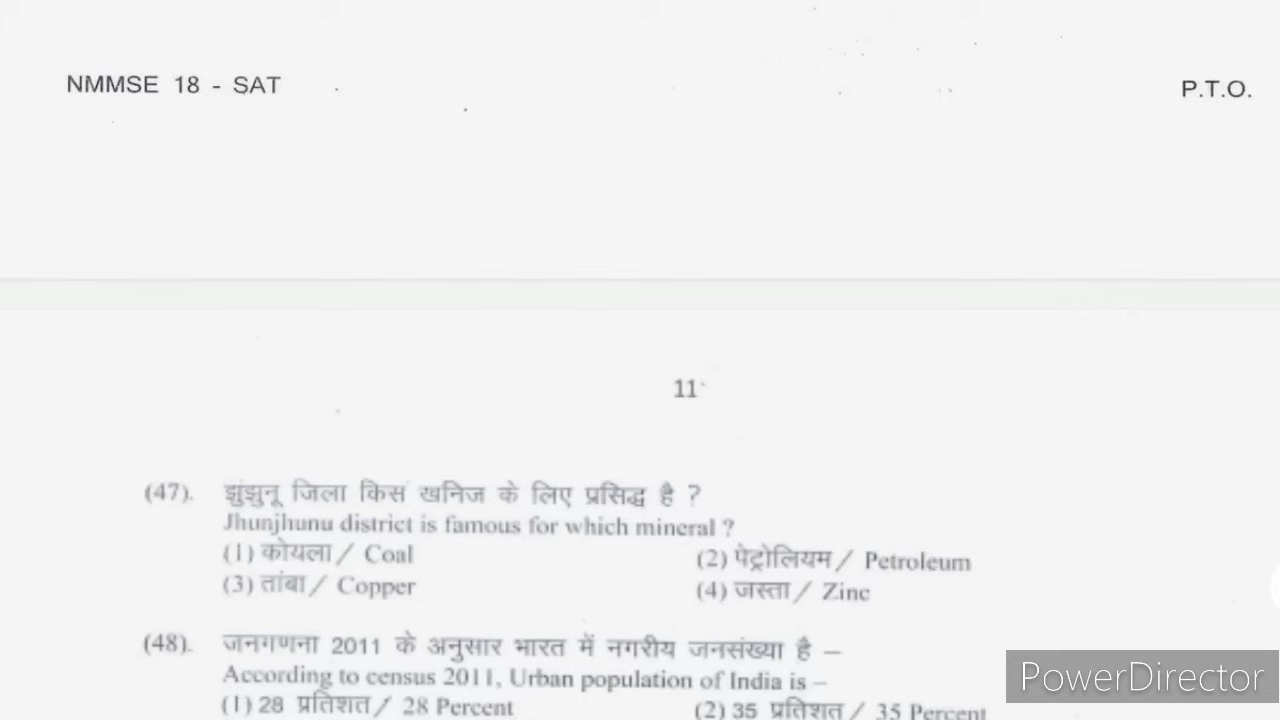 NMMSE 18 - SAT P.T.O.
11
(47). झुंझुनू जिला किस खनिज के लिए प्रसिद्ध है ?
Jhunjhunu district is famous for which mineral ?
(1) कोयला / Coal (2) पेट्रोलियम / Petroleum
(3) तांबा / Copper (4) जस्ता / Zinc
(48). जनगणना 2011 के अनुसार भारत में नगरीय जनसंख्या है –
According to census 2011, Urban population of India is –
(1) 28 प्रतिशत / 28 Percent (2) 35 प्रतिशत / 35 Percent
PowerDirector